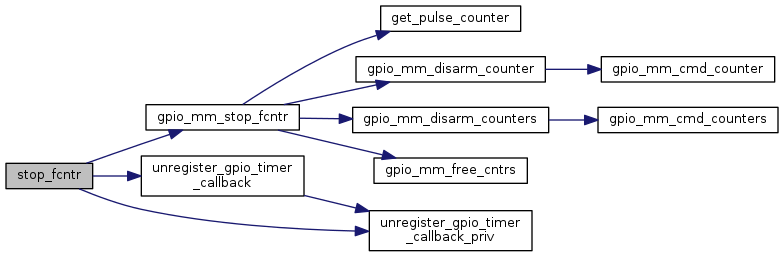 get_pulse_counter
gpio_mm_disarm_counter
gpio_mm_cmd_counter
gpio_mm_stop_fcntr
gpio_mm_disarm_counters
gpio_mm_cmd_counters
stop_fcntr
unregister_gpio_timer
_callback
gpio_mm_free_cntrs
unregister_gpio_timer
_callback_priv